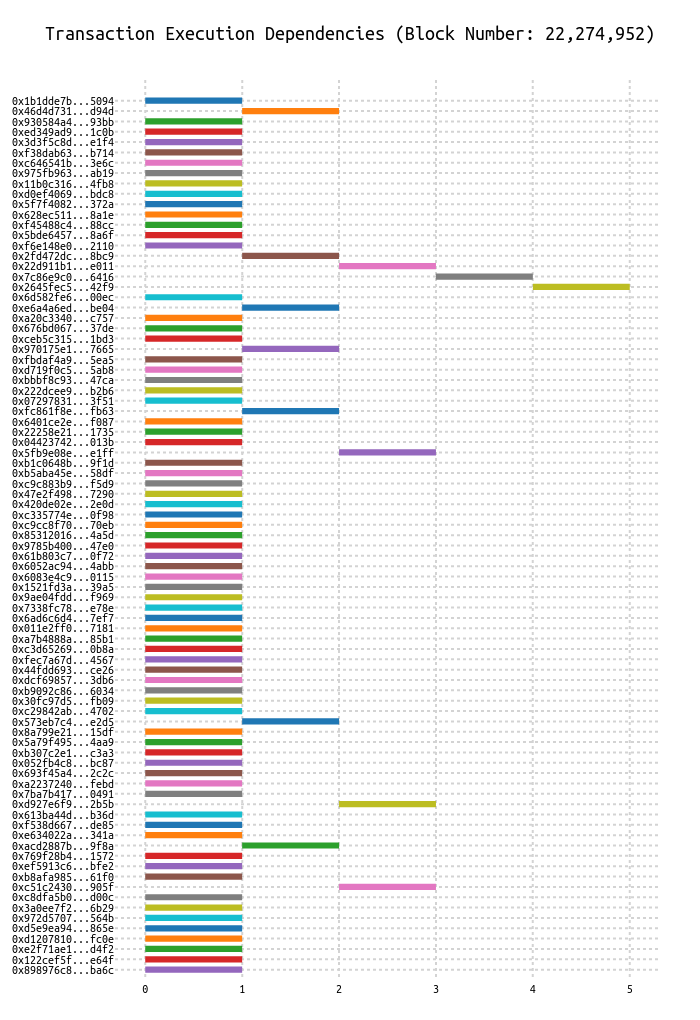 Transaction Execution Dependencies (Block Number: 22,274,952)
0x1b1dde7b...5094
0x46d4d731...d94d
0x930584a4...93bb
0xed349ad9...1c0b
0x3d3f5c8d...e1f4
0xf38dab63...b714
0xc646541b...3e6c
0x975fb963...ab19
0x11b0c316...4fb8
0xd0ef4069...bdc8
0x5f7f4082...372a
0x628ec511...8a1e
0xf45488c4...88cc
0x5bde6457...8a6f
0xf6e148e0...2110
0x2fd472dc...8bc9
0x22d911b1...e011
0x7c86e9c0...6416
0x2645fec5...42f9
0x6d582fe6...00ec
0xe6a4a6ed...be04
0xa20c3340...c757
0x676bd067...37de
0xceb5c315...1bd3
0x970175e1...7665
0xfbdaf4a9...5ea5
0xd719f0c5...5ab8
0xbbbf8c93...47ca
0x222dcee9...b2b6
0x07297831...3f51
0xfc861f8e...fb63
0x6401ce2e...f087
0x22258e21...1735
0x04423742...013b
0x5fb9e08e...e1ff
0xb1c0648b...9f1d
0xb5aba45e...58df
0xc9c883b9...f5d9
0x47e2f498...7290
0x420de02e...2e0d
0xc335774e...0f98
0xc9cc8f70...70eb
0x85312016...4a5d
0x9785b400...47e0
0x61b803c7...0f72
0x6052ac94...4abb
0x6083e4c9...0115
0x1521fd3a...39a5
0x9ae04fdd...f969
0x7338fc78...e78e
0x6ad6c6d4...7ef7
0x011e2ff0...7181
0xa7b4888a...85b1
0xc3d65269...0b8a
0xfec7a67d...4567
0x44fdd693...ce26
0xdcf69857...3db6
0xb9092c86...6034
0x30fc97d5...fb09
0xc29842ab...4702
0x573eb7c4...e2d5
0x8a799e21...15df
0x5a79f495...4aa9
0xb307c2e1...c3a3
0x052fb4c8...bc87
0x693f45a4...2c2c
0xa2237240...febd
0x7ba7b417...0491
0xd927e6f9...2b5b
0x613ba44d...b36d
0xf538d667...de85
0xe634022a...341a
0xacd2887b...9f8a
0x769f28b4...1572
0xef5913c6...bfe2
0xb8afa985...61f0
0xc51c2430...905f
0xc8dfa5b0...d00c
0x3a0ee7f2...6b29
0x972d5707...564b
0xd5e9ea94...865e
0xd1207810...fc0e
0xe2f71ae1...d4f2
0x122cef5f...e64f
0x898976c8...ba6c
0 1 2 3 4 5